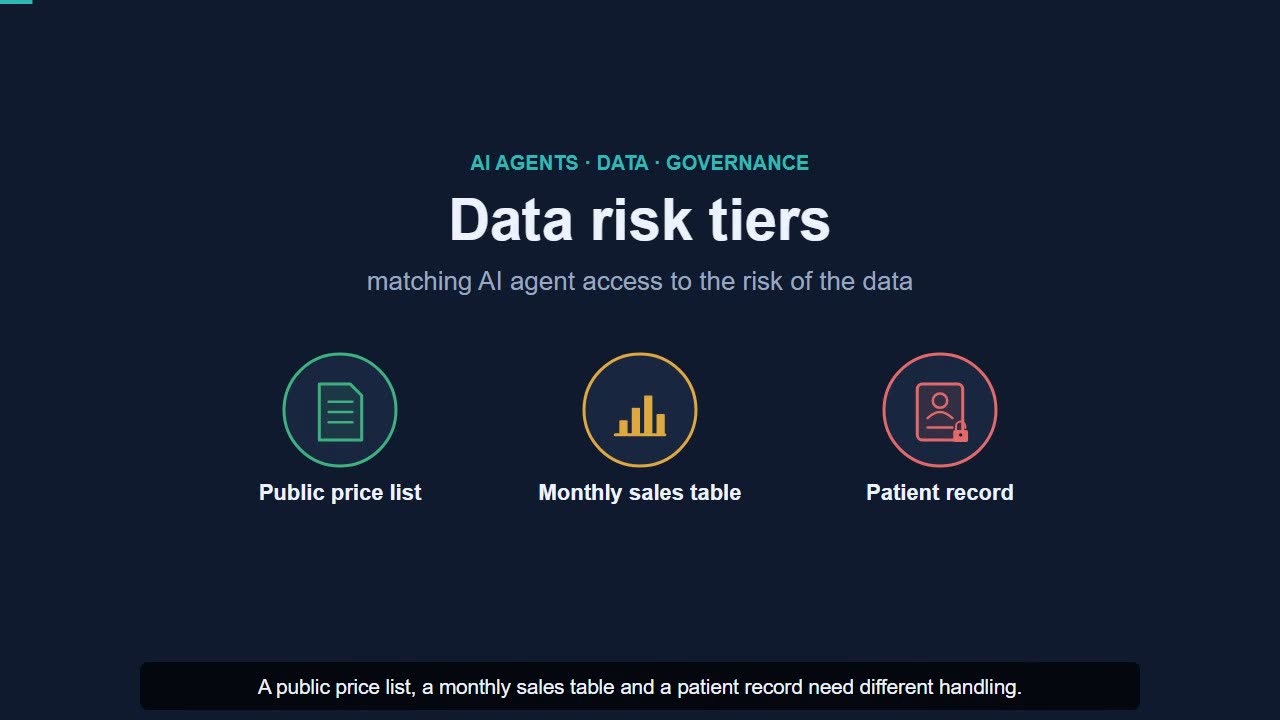 AI AGENTS · DATA · GOVERNANCE
Data risk tiers
matching AI agent access to the risk of the data
Public price list
Monthly sales table
Patient record
A public price list, a monthly sales table and a patient record need different handling.